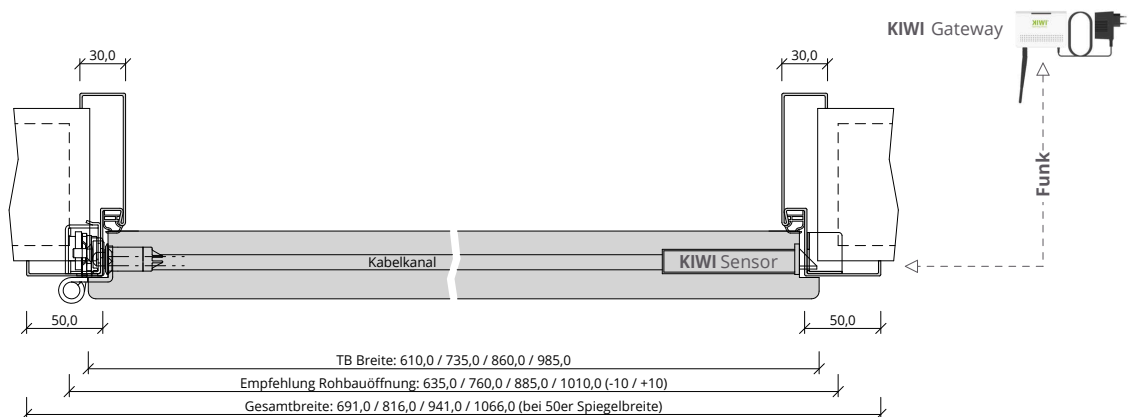 KIWI Gateway
KIWI
30,0
30,0
Funk
Kabelkanal
KIWI Sensor
50,0
50,0
TB Breite: 610,0 / 735,0 / 860,0 / 985,0
Empfehlung Rohbauöffnung: 635,0 / 760,0 / 885,0 / 1010,0 (-10 / +10)
Gesamtbreite: 691,0 / 816,0 / 941,0 / 1066,0 (bei 50er Spiegelbreite)